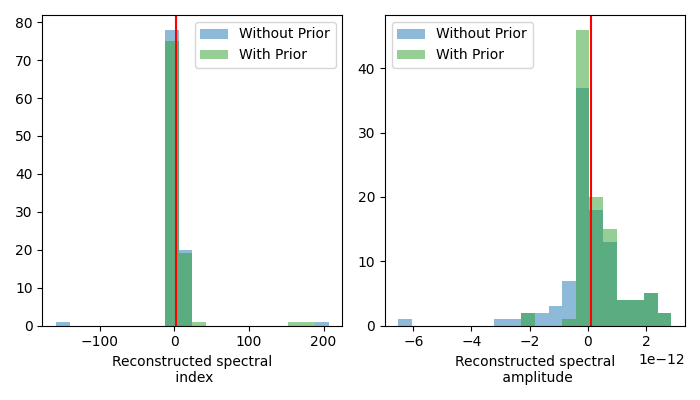 80
70
60
50
40
30
20
10
0
−100
0
100
200
Reconstructed spectral
index
Without Prior
With Prior
40
30
20
10
0
−6
−4
−2
0
2
1e−12
Reconstructed spectral
amplitude
Without Prior
With Prior